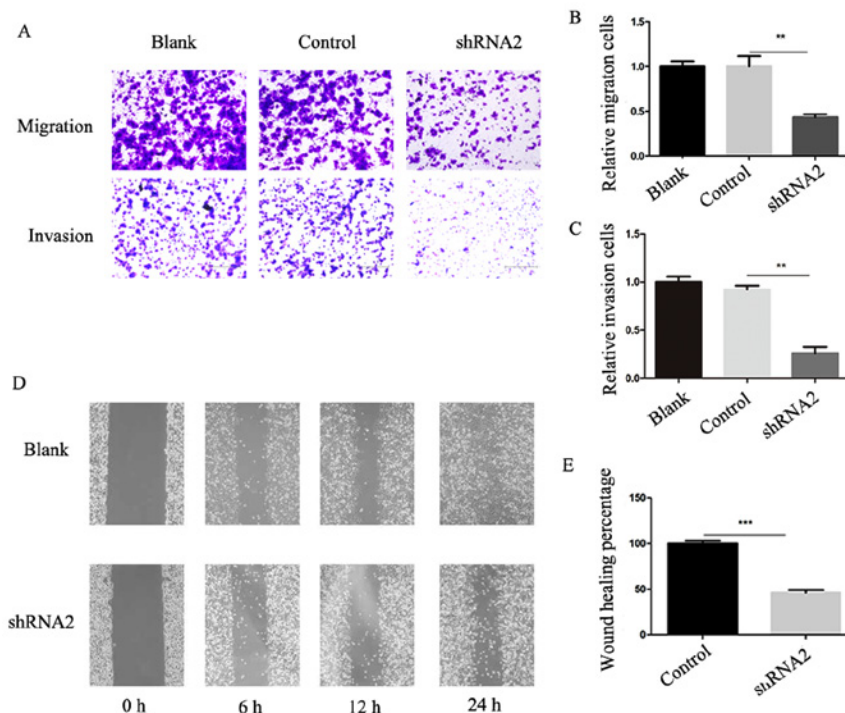 A
Blank Control shRNA2
Migration
Invasion
B
Relative migraton cells
1.5
1.0
0.5
0.0
**
Blank Control shRNA2
C
Relative invasion cells
1.5
1.0
0.5
0.0
**
Blank Control shRNA2
D
Blank
shRNA2
0 h 6 h 12 h 24 h
E
Wound healing percentage
150
100
50
0
***
Control shRNA2